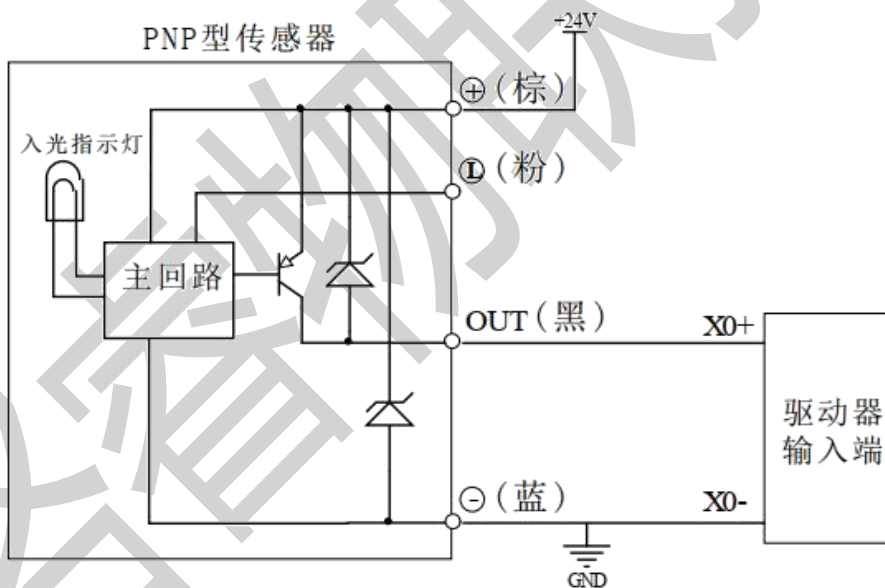 +24V
PNP型传感器
⊕(棕)
入光指示灯
Ⓛ(粉)
主回路
OUT(黑)
X0+
驱动器
输入端
⊖(蓝)
X0-
GND